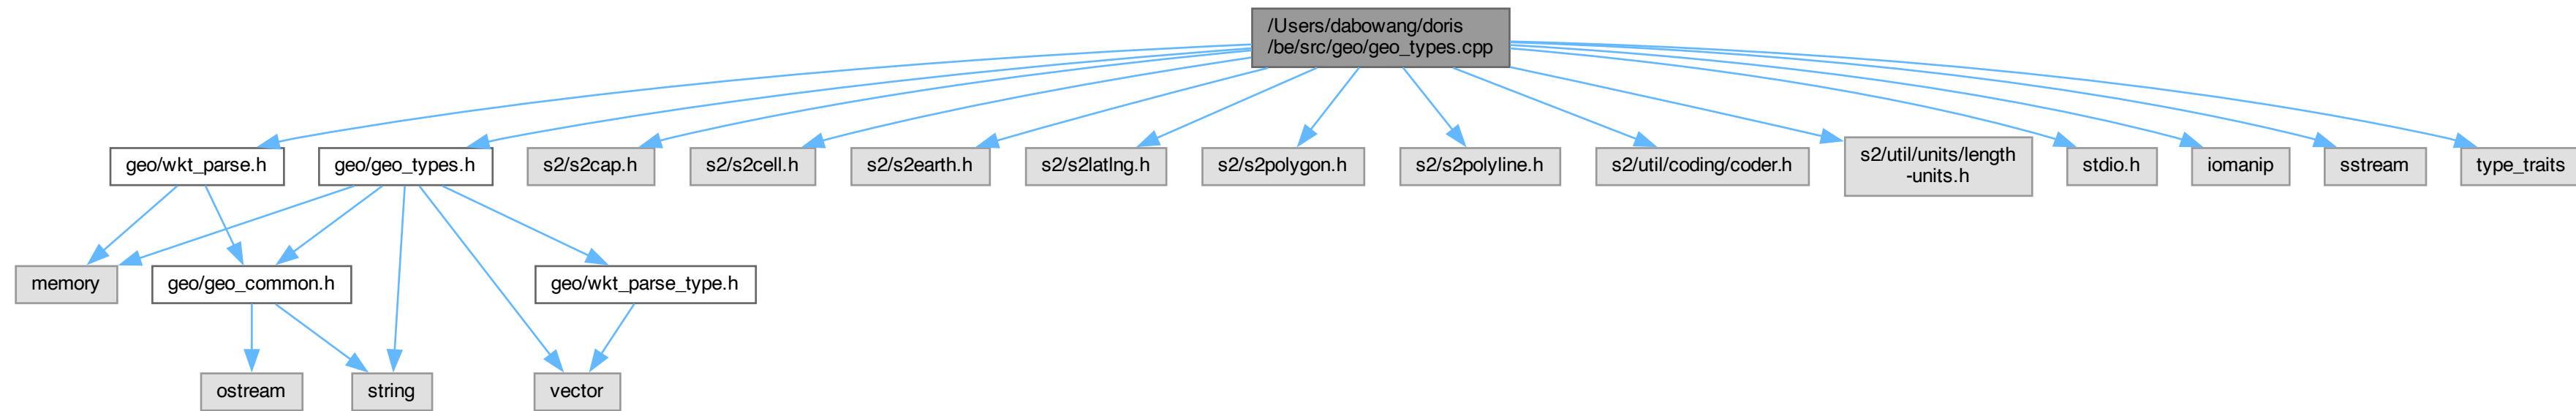 /Users/dabowang/doris
/be/src/geo/geo_types.cpp
geo/wkt_parse.h
geo/geo_types.h
s2/s2cap.h
s2/s2cell.h
s2/s2earth.h
s2/s2latlng.h
s2/s2polygon.h
s2/s2polyline.h
s2/util/coding/coder.h
s2/util/units/length
-units.h
stdio.h
iomanip
sstream
type_traits
memory
geo/geo_common.h
geo/wkt_parse_type.h
ostream
string
vector